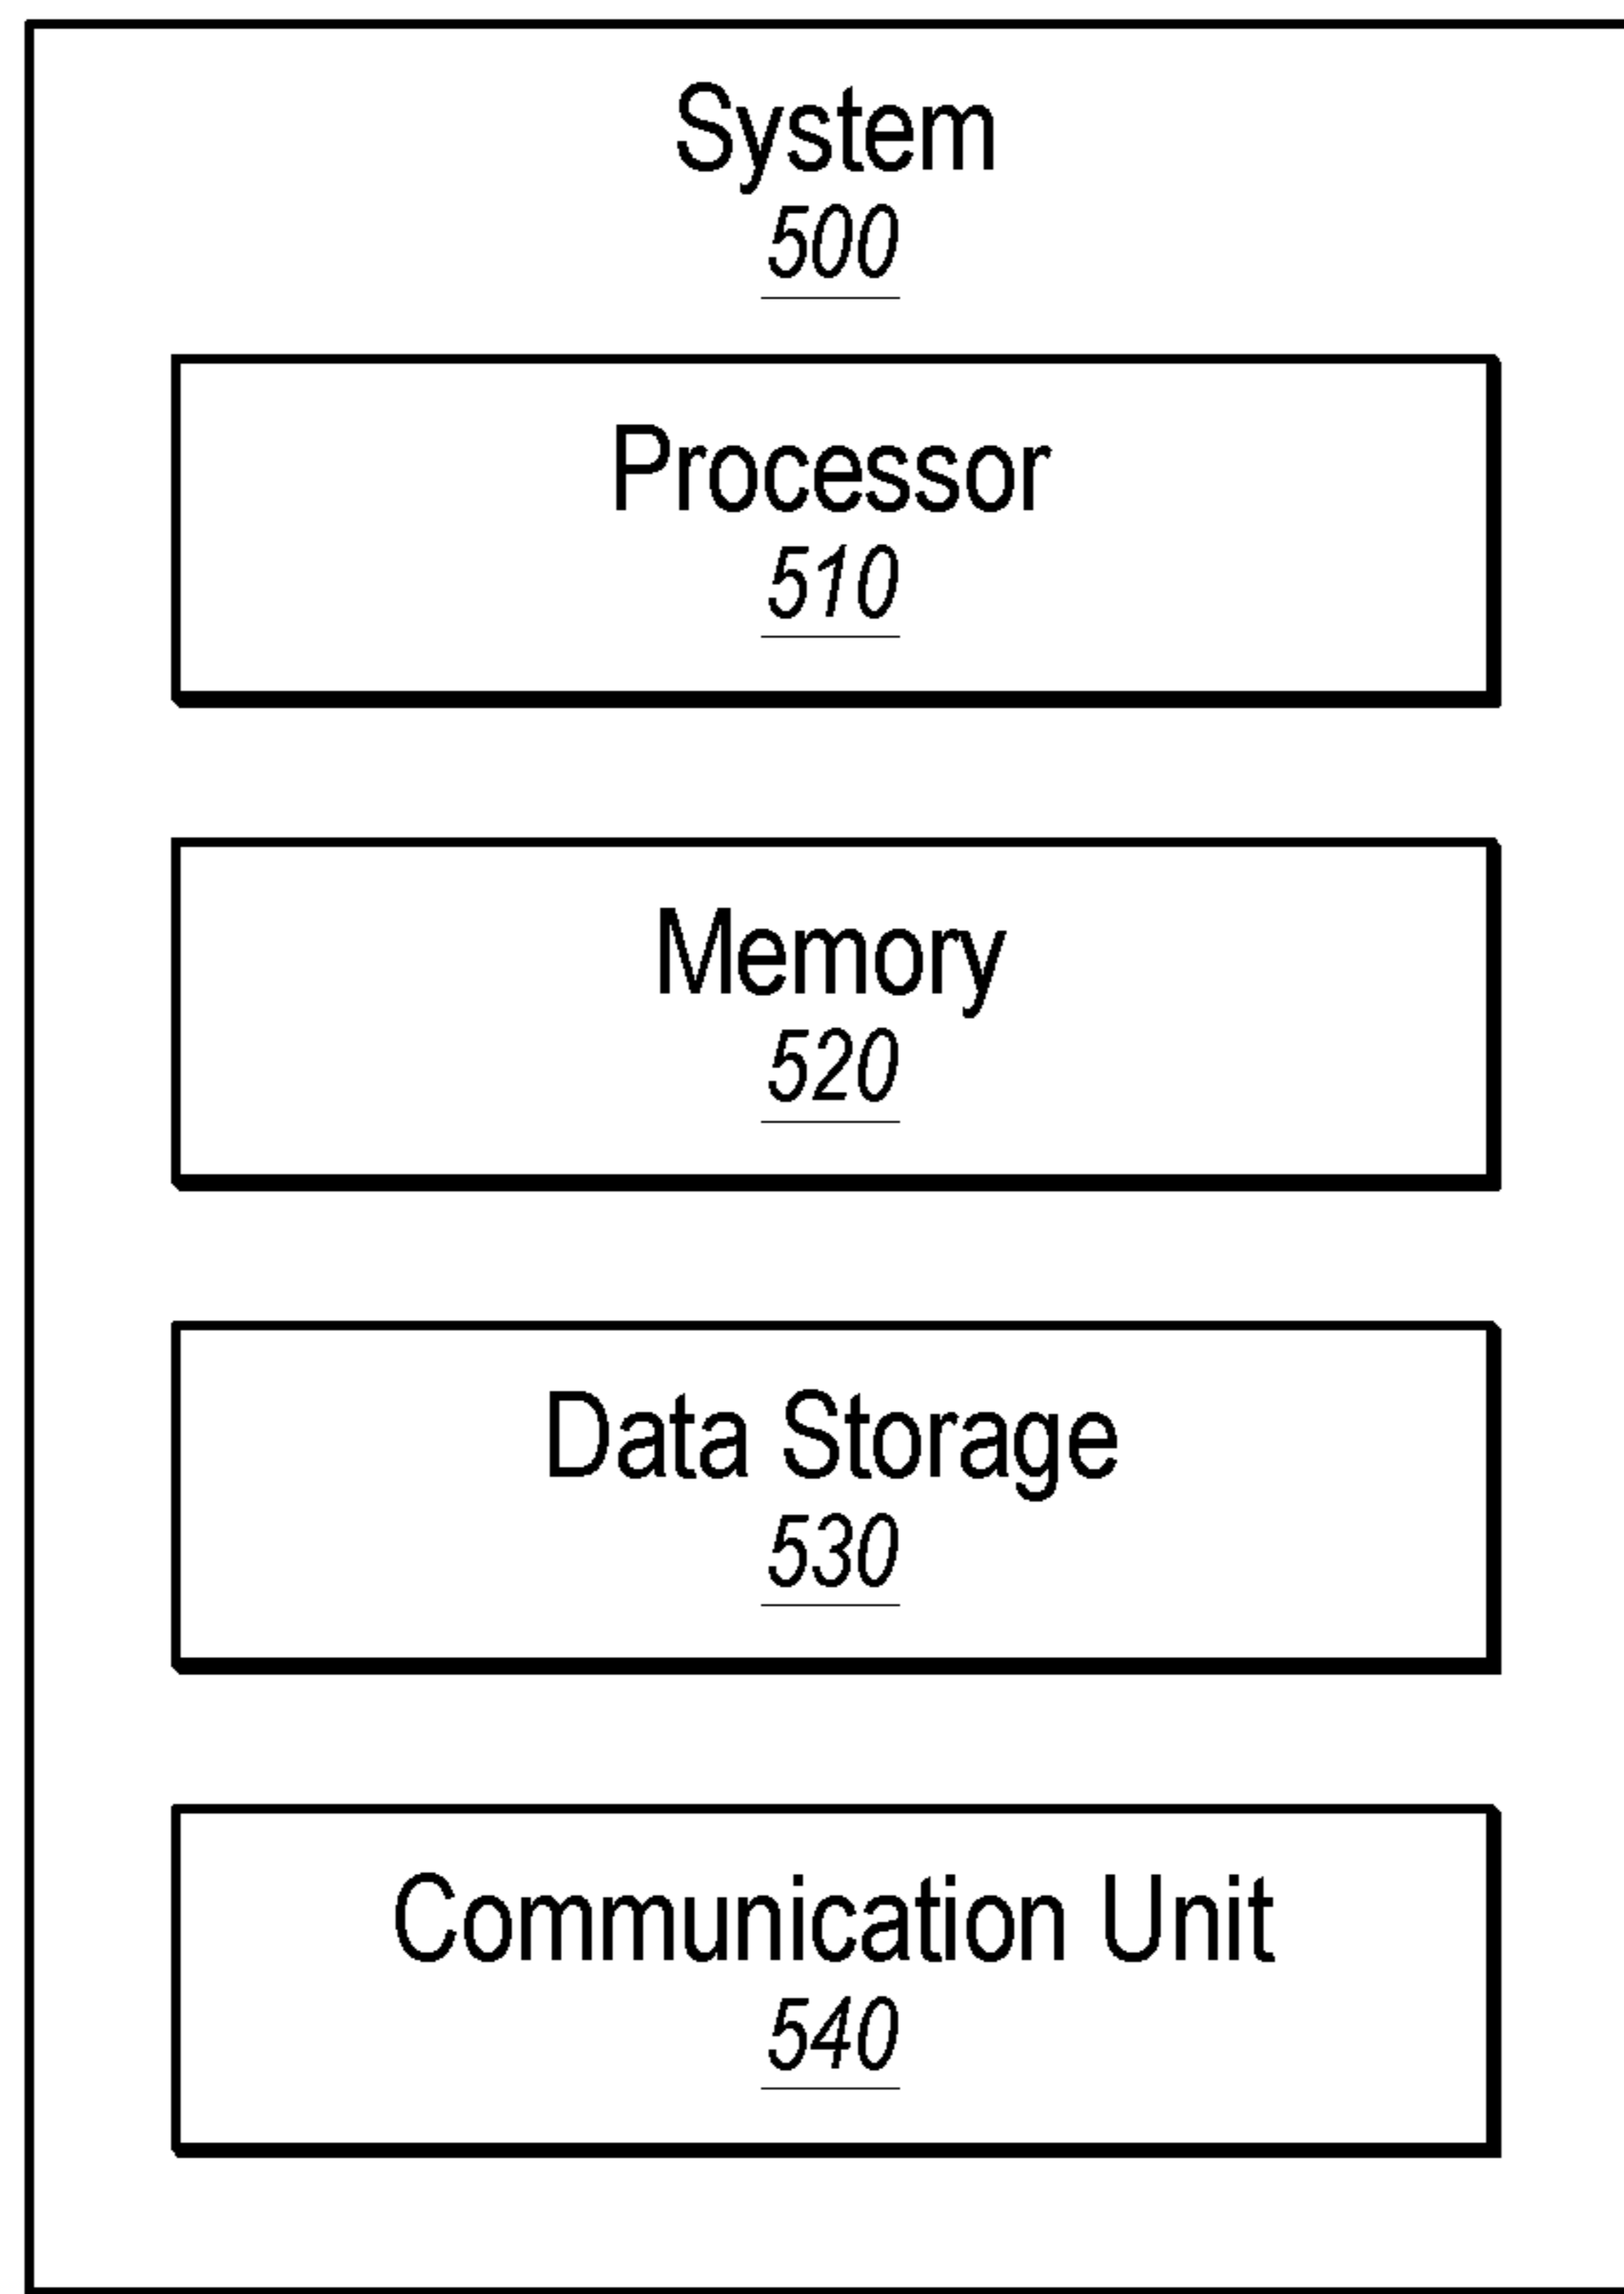 System
500
Processor
510
Memory
520
Data Storage
530
Communication Unit
540